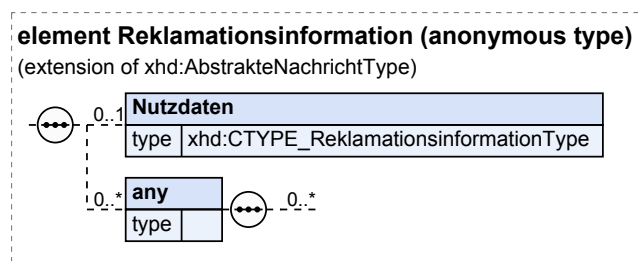 element Reklamationsinformation (anonymous type)
(extension of xhd:AbstrakteNachrichtType)
0..1
Nutzdaten
type xhd:CTYPE_ReklamationsinformationType
0..*
any
type
0..*